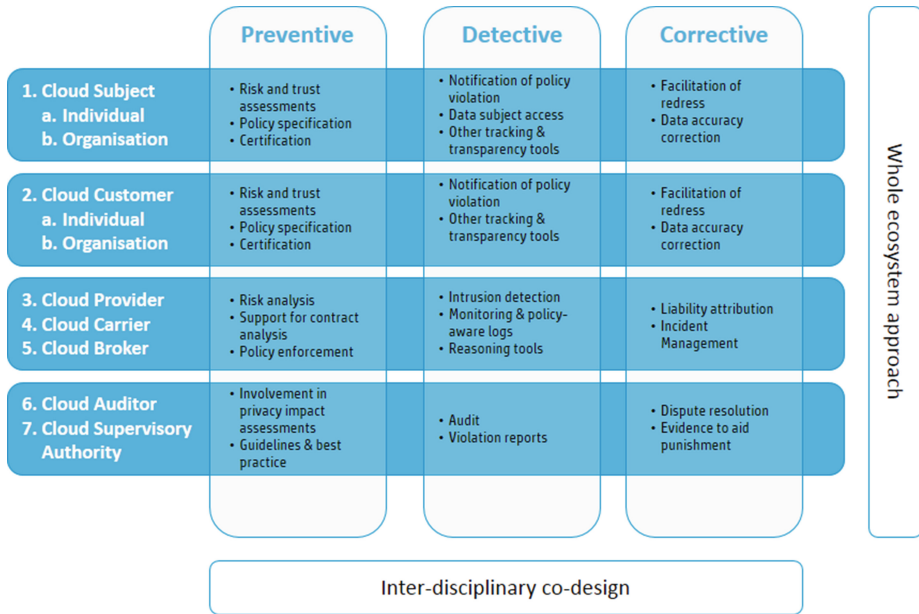 Preventive
Detective
Corrective
1. Cloud Subject
a. Individual
b. Organisation
• Risk and trust
assessments
• Policy specification
• Certification
• Notification of policy
violation
• Data subject access
• Other tracking &
transparency tools
• Facilitation of
redress
• Data accuracy
correction
2. Cloud Customer
a. Individual
b. Organisation
• Risk and trust
assessments
• Policy specification
• Certification
• Notification of policy
violation
• Other tracking &
transparency tools
• Facilitation of
redress
• Data accuracy
correction
3. Cloud Provider
4. Cloud Carrier
5. Cloud Broker
• Risk analysis
• Support for contract
analysis
• Policy enforcement
• Intrusion detection
• Monitoring & policy-
aware logs
• Reasoning tools
• Liability attribution
• Incident
Management
6. Cloud Auditor
7. Cloud Supervisory
Authority
• Involvement in
privacy impact
assessments
• Guidelines & best
practice
• Audit
• Violation reports
• Dispute resolution
• Evidence to aid
punishment
Whole ecosystem approach
Inter-disciplinary co-design